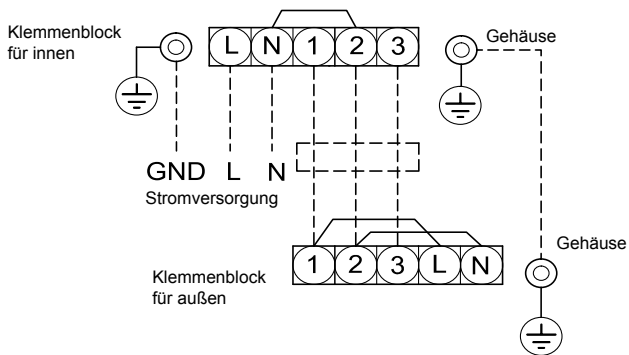 Klemmenblock
für innen
L N 1 2 3
Gehäuse
GND L N
Stromversorgung
1 2 3 L N
Gehäuse
Klemmenblock
für außen